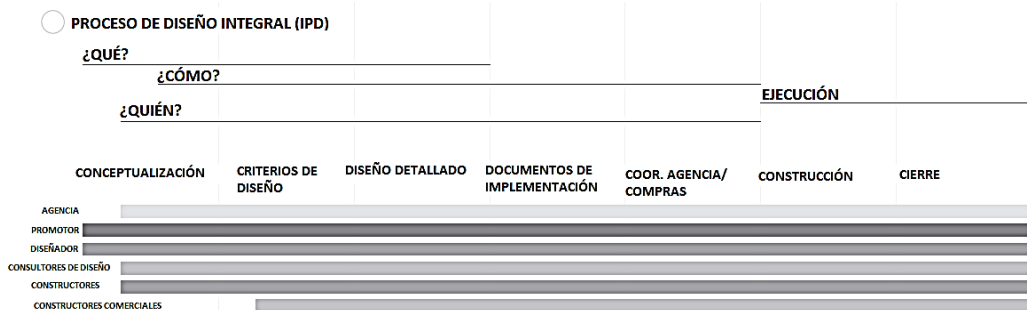 PROCESO DE DISEÑO INTEGRAL (IPD)
¿QUÉ?
¿CÓMO?
EJECUCIÓN
¿QUIÉN?
CONCEPTUALIZACIÓN
CRITERIOS DE
DISEÑO
DISEÑO DETALLADO
DOCUMENTOS DE
IMPLEMENTACIÓN
COOR. AGENCIA/
COMPRAS
CONSTRUCCIÓN
CIERRE
AGENCIA
PROMOTOR
DISEÑADOR
CONSULTORES DE DISEÑO
CONSTRUCTORES
CONSTRUCTORES COMERCIALES